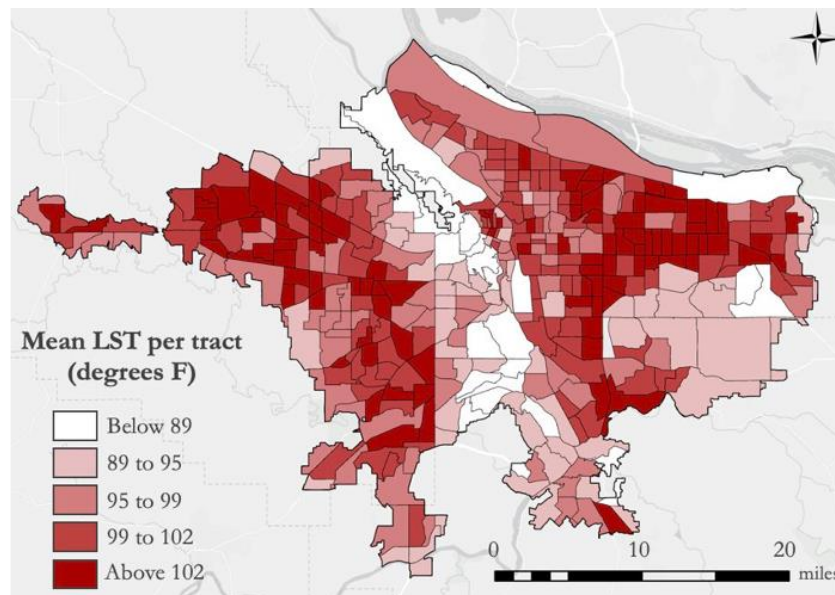 Mean LST per tract
(degrees F)
Below 89
89 to 95
95 to 99
99 to 102
Above 102
0 10 20
miles